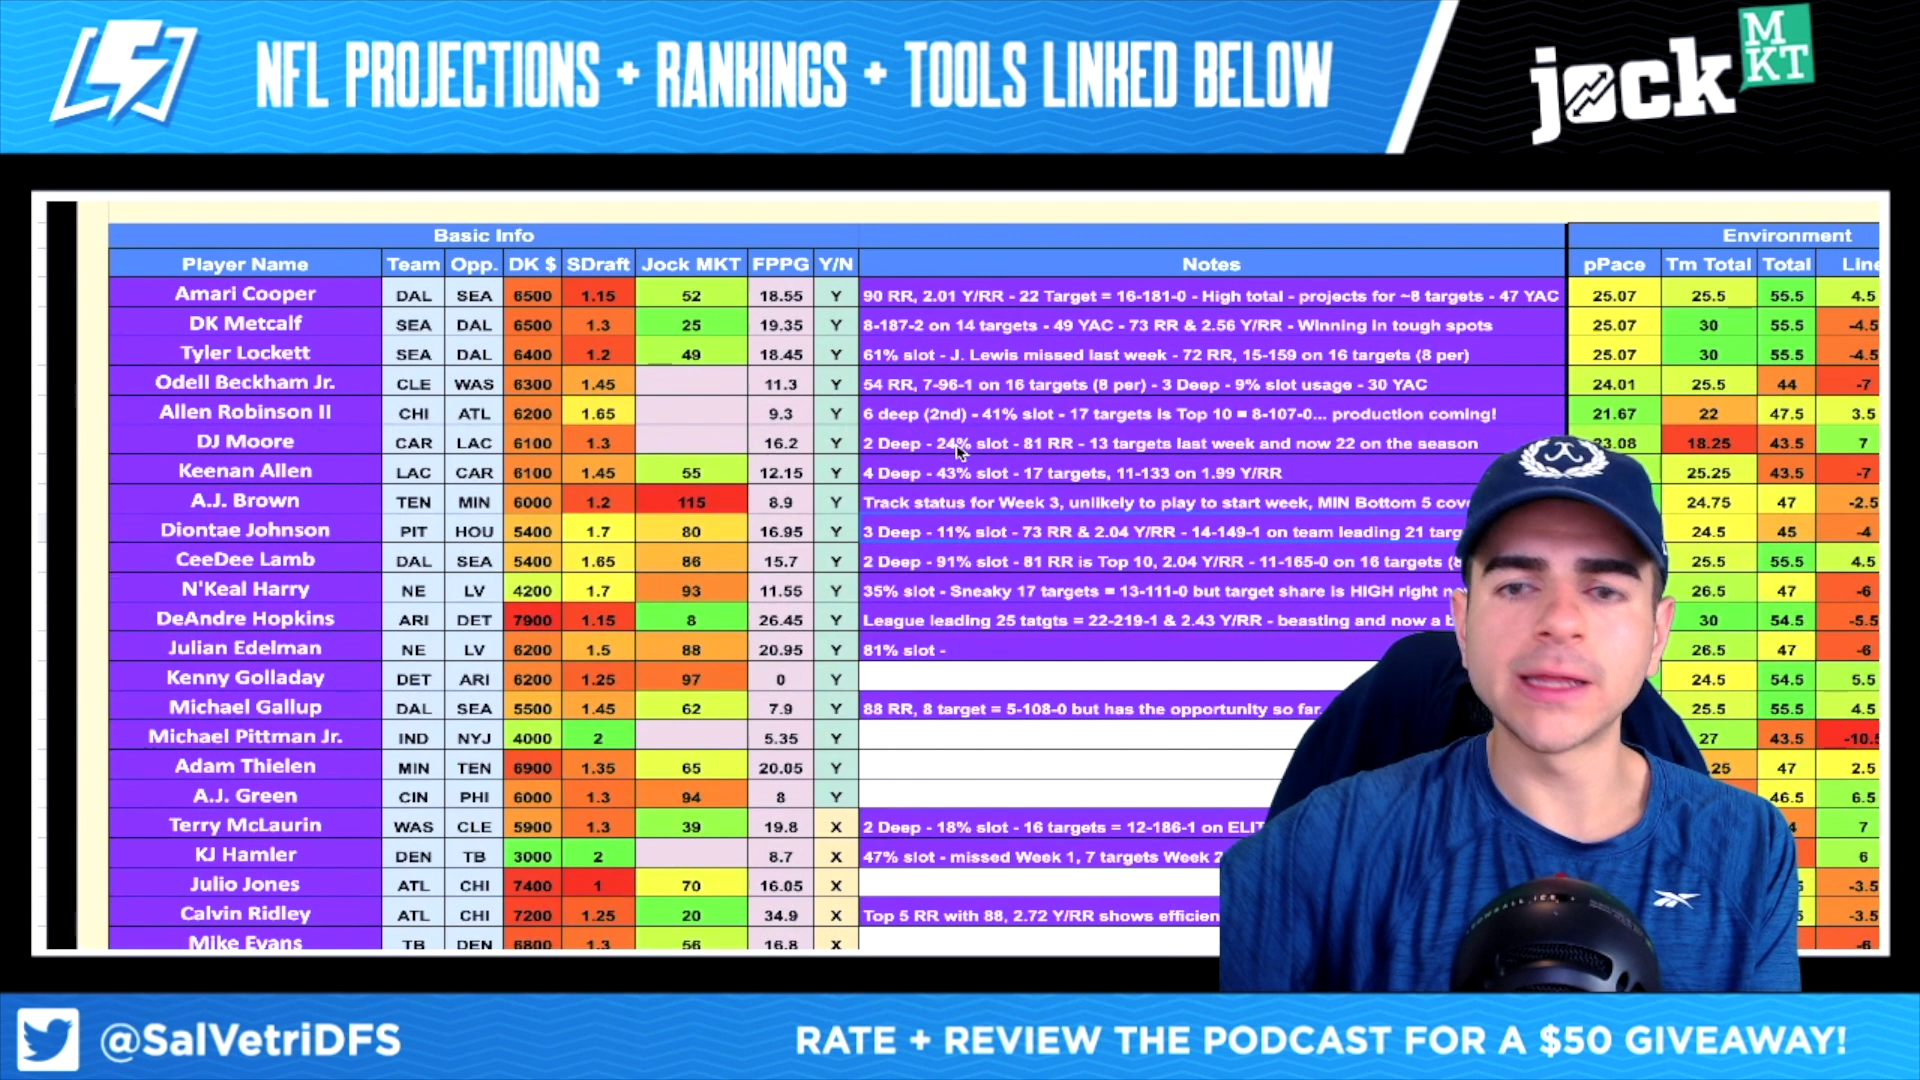 NFL PROJECTIONS + RANKINGS + TOOLS LINKED BELOW
jock MKT
Basic Info Environment
Player Name Team Opp. DK $ SDraft Jock MKT FPPG Y/N Notes pPace Tm Total Total Line
Amari Cooper DAL SEA 6500 1.15 52 18.55 Y 90 RR, 2.01 Y/RR - 22 Target = 16-181-0 - High total - projects for ~8 targets - 47 YAC 25.07 25.5 55.5 4.5
DK Metcalf SEA DAL 6500 1.3 25 19.35 Y 8-187-2 on 14 targets - 49 YAC - 73 RR & 2.56 Y/RR - Winning in tough spots 25.07 30 55.5 -4.5
Tyler Lockett SEA DAL 6400 1.2 49 18.45 Y 61% slot - J. Lewis missed last week - 72 RR, 15-159 on 16 targets (8 per) 25.07 30 55.5 -4.5
Odell Beckham Jr. CLE WAS 6300 1.45 11.3 Y 54 RR, 7-96-1 on 16 targets (8 per) - 3 Deep - 9% slot usage - 30 YAC 24.01 25.5 44 -7
Allen Robinson II CHI ATL 6200 1.65 9.3 Y 6 deep (2nd) - 41% slot - 17 targets is Top 10 = 8-107-0... production coming! 21.67 22 47.5 3.5
DJ Moore CAR LAC 6100 1.3 16.2 Y 2 Deep - 24% slot - 81 RR - 13 targets last week and now 22 on the season 23.08 18.25 43.5 7
Keenan Allen LAC CAR 6100 1.45 55 12.15 Y 4 Deep - 43% slot - 17 targets, 11-133 on 1.99 Y/RR 25.25 43.5 -7
A.J. Brown TEN MIN 6000 1.2 115 8.9 Y Track status for Week 3, unlikely to play to start week, MIN Bottom 5 cov 24.75 47 -2.5
Diontae Johnson PIT HOU 5400 1.7 80 16.95 Y 3 Deep - 11% slot - 73 RR & 2.04 Y/RR - 14-149-1 on team leading 21 targ 24.5 45 -4
CeeDee Lamb DAL SEA 5400 1.65 86 15.7 Y 2 Deep - 91% slot - 81 RR is Top 10, 2.04 Y/RR - 11-165-0 on 16 targets (8 25.5 55.5 4.5
N'Keal Harry NE LV 4200 1.7 93 11.55 Y 35% slot - Sneaky 17 targets = 13-111-0 but target share is HIGH right 26.5 47 -6
DeAndre Hopkins ARI DET 7900 1.15 8 26.45 Y League leading 25 tatgts = 22-219-1 & 2.43 Y/RR - beasting and now a 30 54.5 -5.5
Julian Edelman NE LV 6200 1.5 88 20.95 Y 81% slot - 26.5 47 -6
Kenny Golladay DET ARI 6200 1.25 97 0 Y 24.5 54.5 5.5
Michael Gallup DAL SEA 5500 1.45 62 7.9 Y 88 RR, 8 target = 5-108-0 but has the opportunity so far. 25.5 55.5 4.5
Michael Pittman Jr. IND NYJ 4000 2 5.35 Y 27 43.5 -10.5
Adam Thielen MIN TEN 6900 1.35 65 20.05 Y .25 47 2.5
A.J. Green CIN PHI 6000 1.3 94 8 Y 46.5 6.5
Terry McLaurin WAS CLE 5900 1.3 39 19.8 X 2 Deep - 18% slot - 16 targets = 12-186-1 on ELIT 7
KJ Hamler DEN TB 3000 2 8.7 X 47% slot - missed Week 1, 7 targets Week 2 6
Julio Jones ATL CHI 7400 1 70 16.05 X -3.5
Calvin Ridley ATL CHI 7200 1.25 20 34.9 X Top 5 RR with 88, 2.72 Y/RR shows efficien -3.5
Mike Evans TB DEN 6800 1.3 56 16.8 X -6
@SalVetriDFS
RATE + REVIEW THE PODCAST FOR A $50 GIVEAWAY!